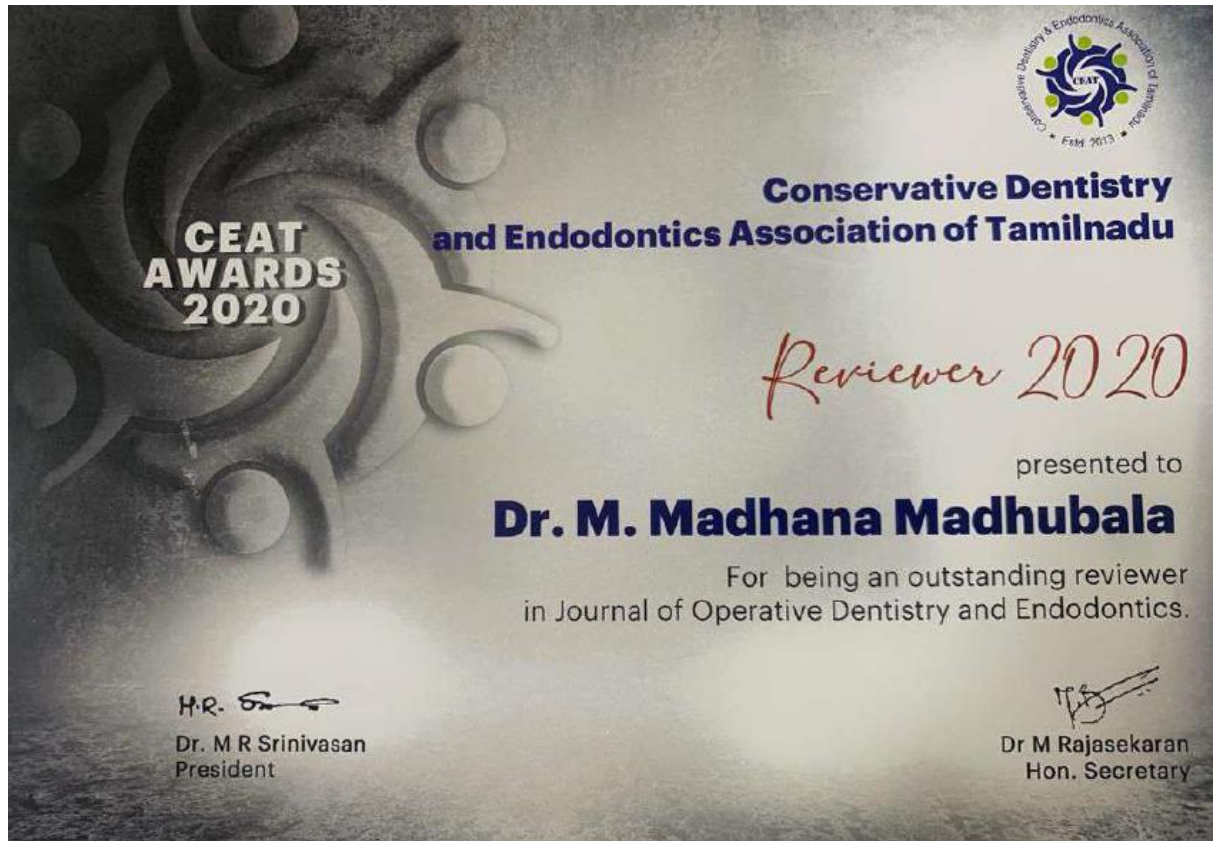 Conservative Dentistry & Endodontics Association of Tamilnadu
CEAT
* Estd. 2013 *
Conservative Dentistry
and Endodontics Association of Tamilnadu
CEAT
AWARDS
2020
Reviewer 2020
presented to
Dr. M. Madhana Madhubala
For being an outstanding reviewer
in Journal of Operative Dentistry and Endodontics.
M.R.
Dr. M R Srinivasan
President
Dr M Rajasekaran
Hon. Secretary